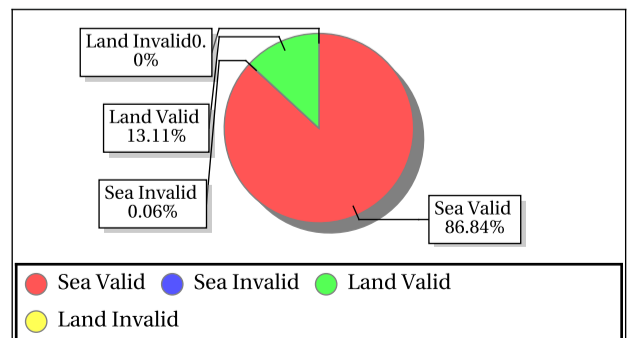 Land Invalid0.
0%
Land Valid
13.11%
Sea Invalid
0.06%
Sea Valid
86.84%
Sea Valid Sea Invalid Land Valid
Land Invalid